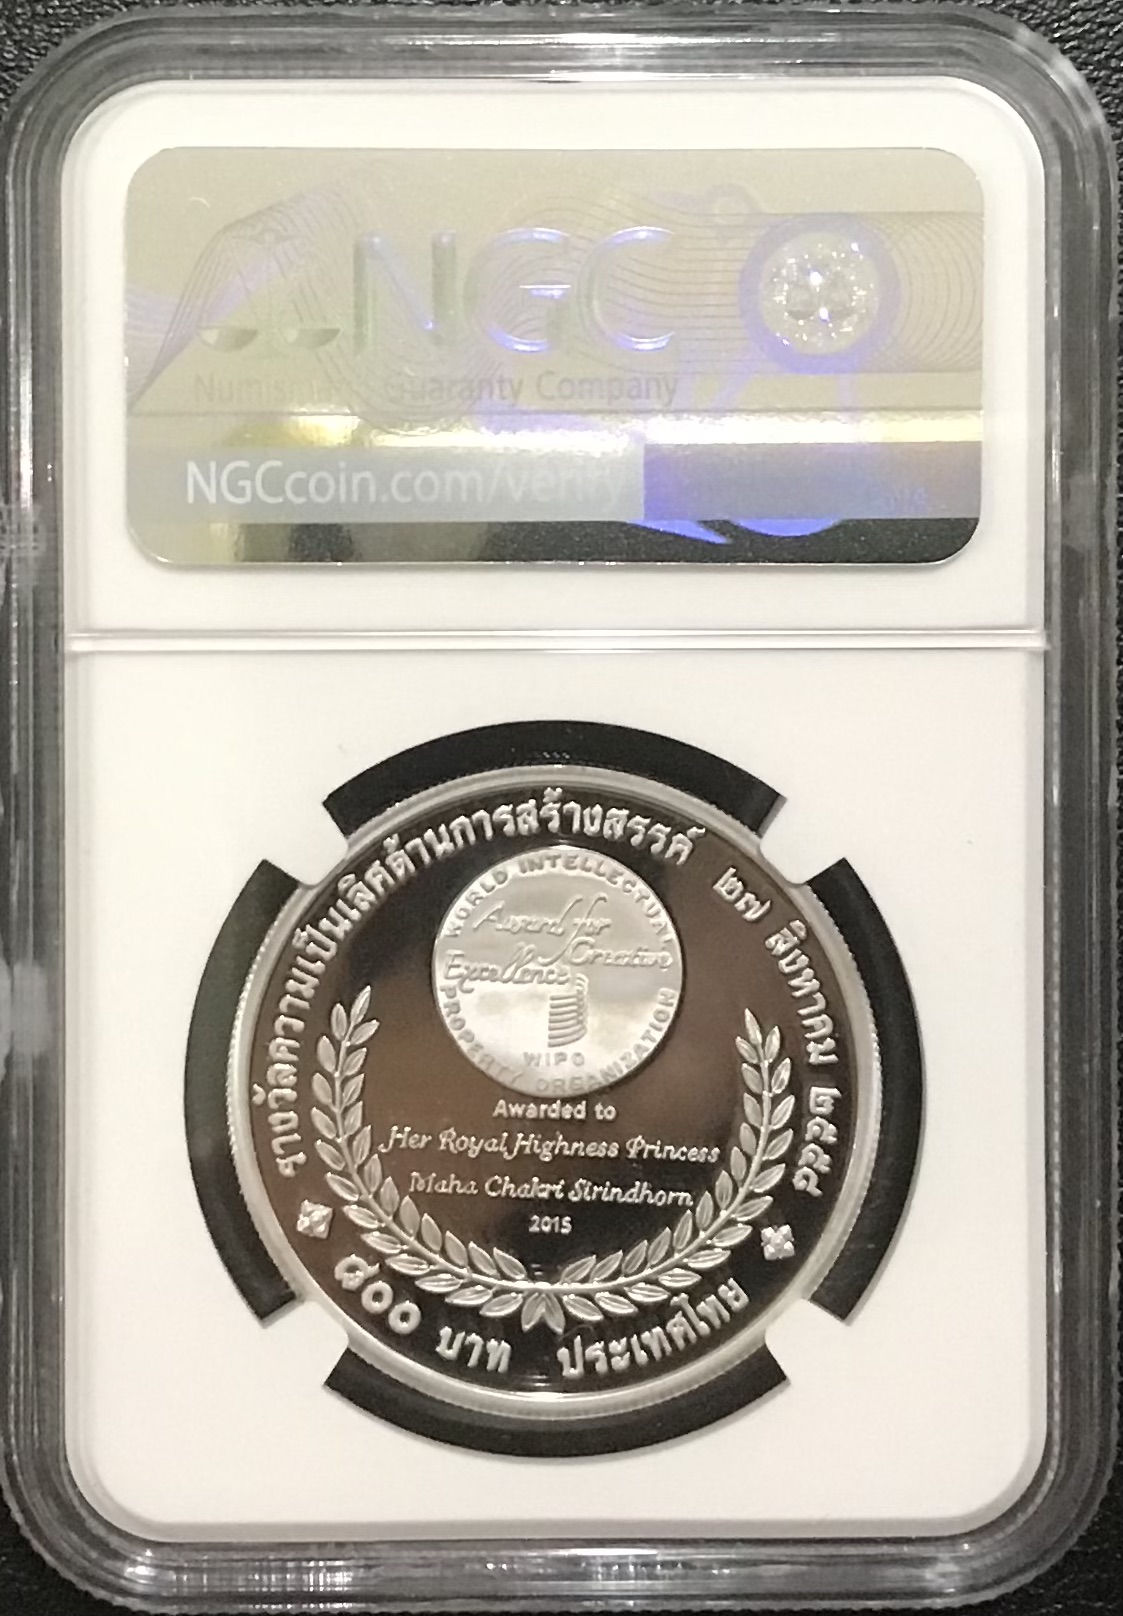 NGC
Numismatic Guaranty Company
NGCcoin.com/verify
รางวัลความเป็นเลิศด้านการสร้างสรรค์ ๒๗ สิงหาคม ๒๕๕๘
WORLD INTELLECTUAL
PROPERTY ORGANIZATION
Award for
Creative
Excellence
WIPO
Awarded to
Her Royal Highness Princess
Maha Chakri Sirindhorn
2015
๘๐๐ บาท ประเทศไทย